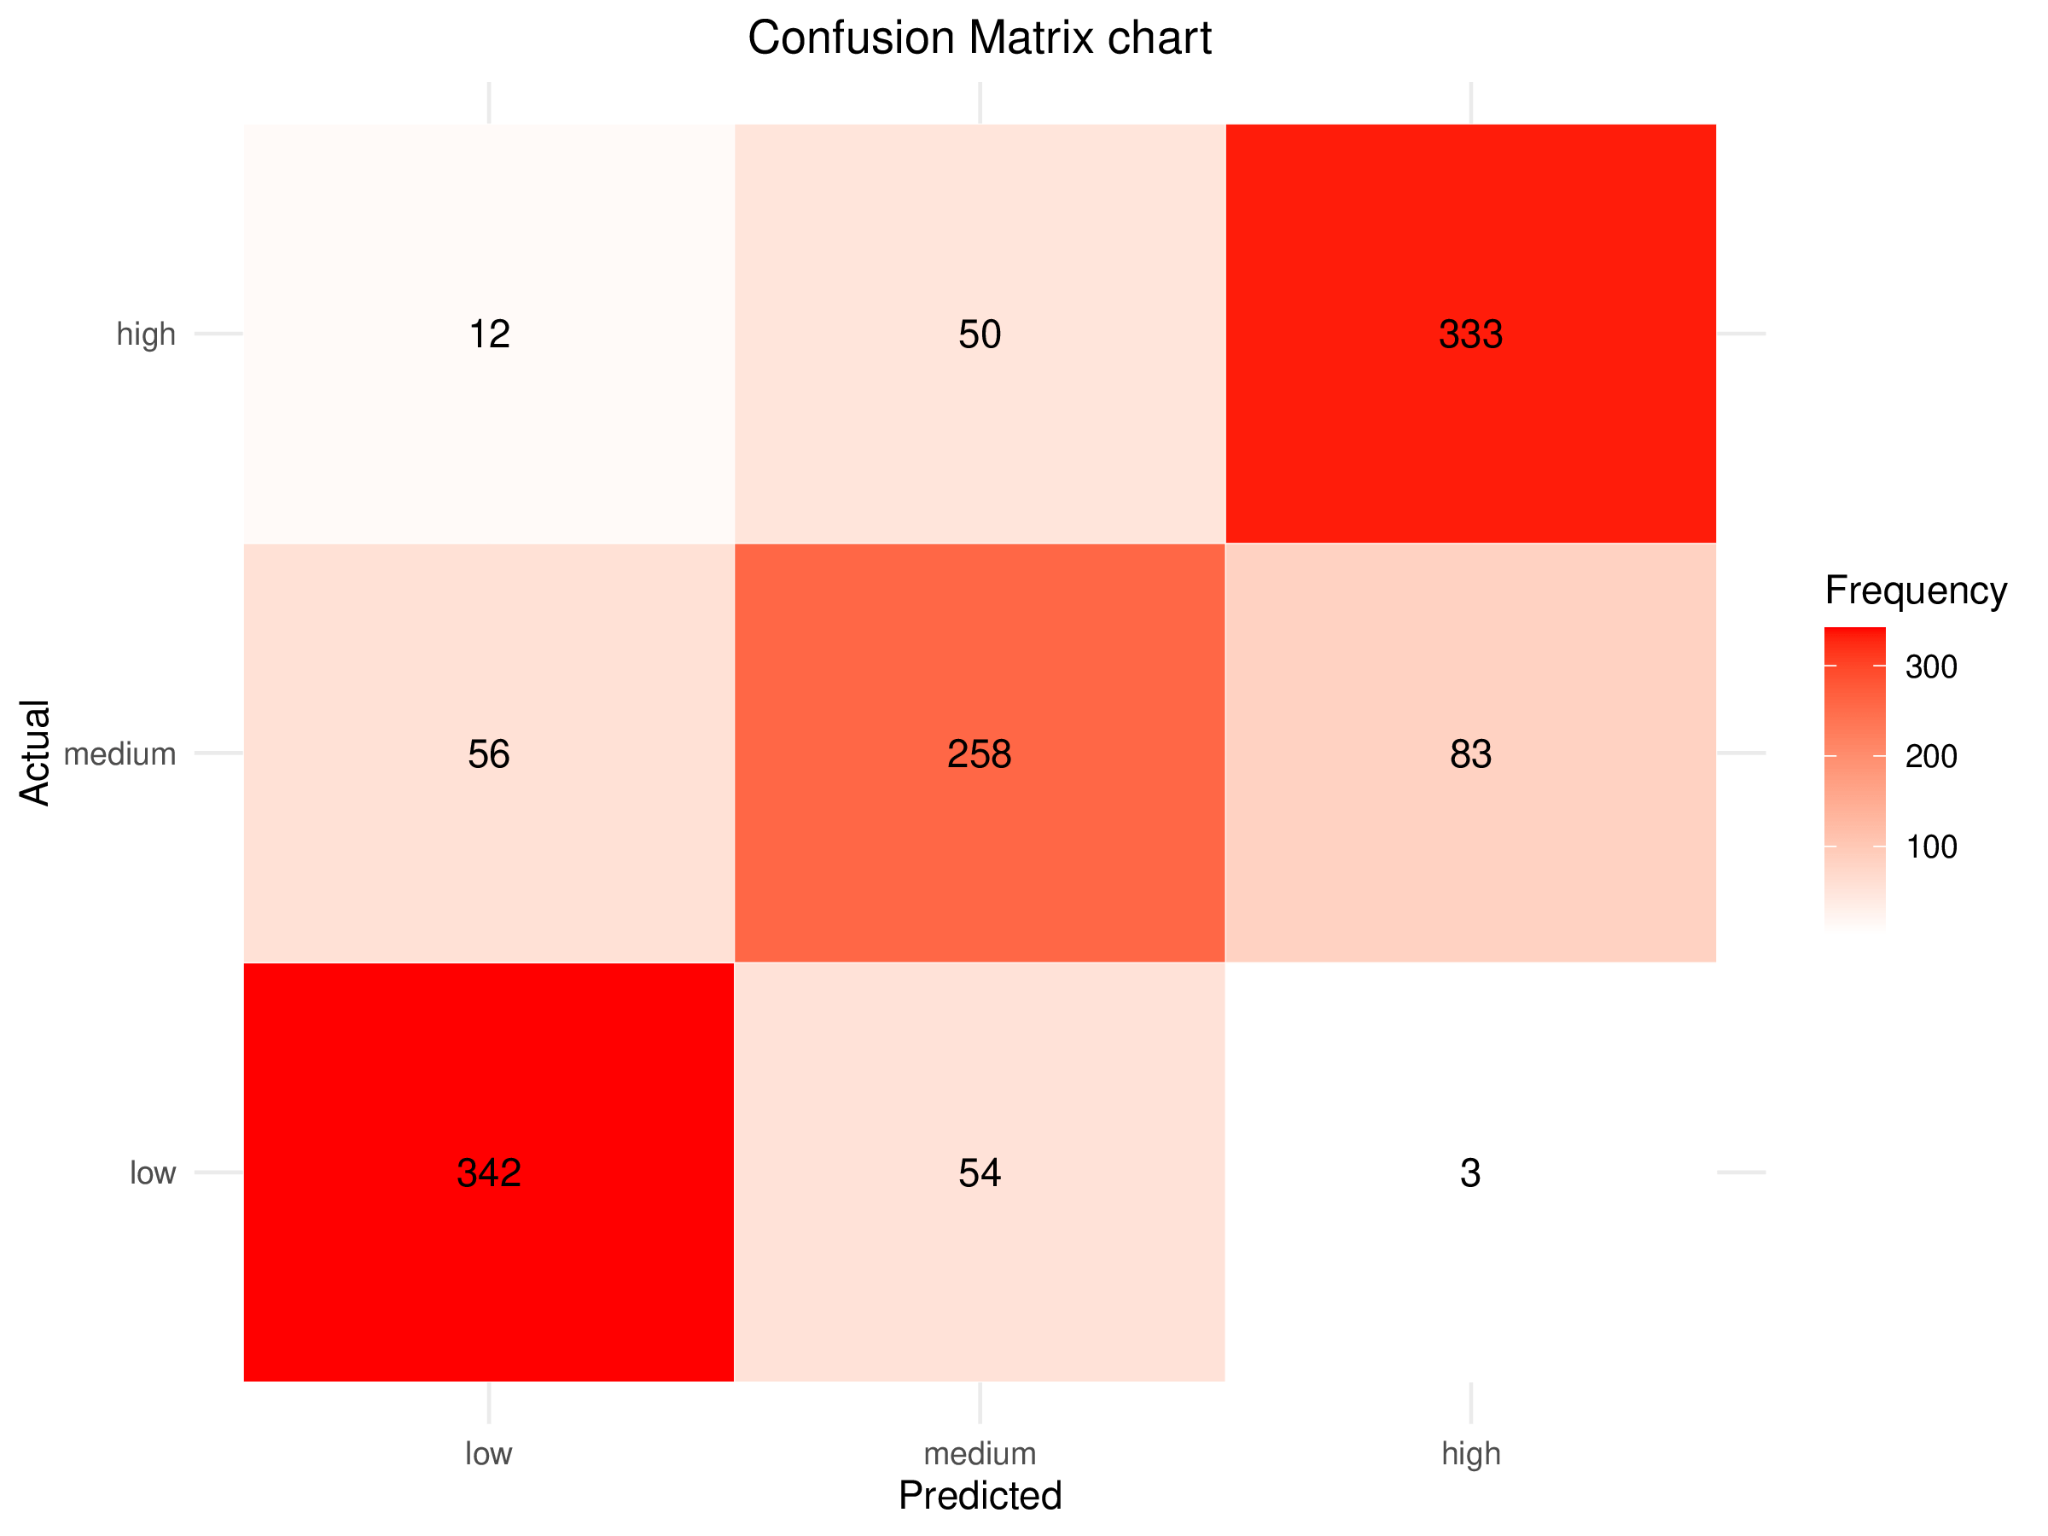 Confusion Matrix chart
high
12
50
333
medium
56
258
83
low
342
54
3
low
medium
high
Predicted
Actual
Frequency
300
200
100